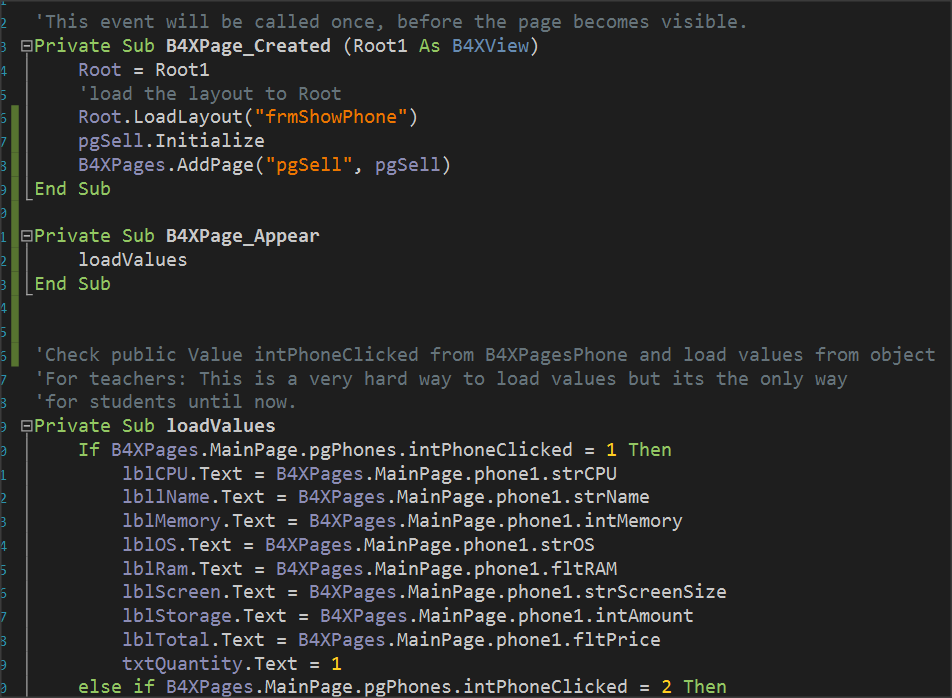 'This event will be called once, before the page becomes visible.
Private Sub B4XPage_Created (Root1 As B4XView)
Root = Root1
'load the layout to Root
Root.LoadLayout("frmShowPhone")
pgSell.Initialize
B4XPages.AddPage("pgSell", pgSell)
End Sub
Private Sub B4XPage_Appear
loadValues
End Sub
'Check public Value intPhoneClicked from B4XPagesPhone and load values from object
'For teachers: This is a very hard way to load values but its the only way
'for students until now.
Private Sub loadValues
If B4XPages.MainPage.pgPhones.intPhoneClicked = 1 Then
lblCPU.Text = B4XPages.MainPage.phone1.strCPU
lbllName.Text = B4XPages.MainPage.phone1.strName
lblMemory.Text = B4XPages.MainPage.phone1.intMemory
lblOS.Text = B4XPages.MainPage.phone1.strOS
lblRam.Text = B4XPages.MainPage.phone1.fltRAM
lblScreen.Text = B4XPages.MainPage.phone1.strScreenSize
lblStorage.Text = B4XPages.MainPage.phone1.intAmount
lblTotal.Text = B4XPages.MainPage.phone1.fltPrice
txtQuantity.Text = 1
else if B4XPages.MainPage.pgPhones.intPhoneClicked = 2 Then